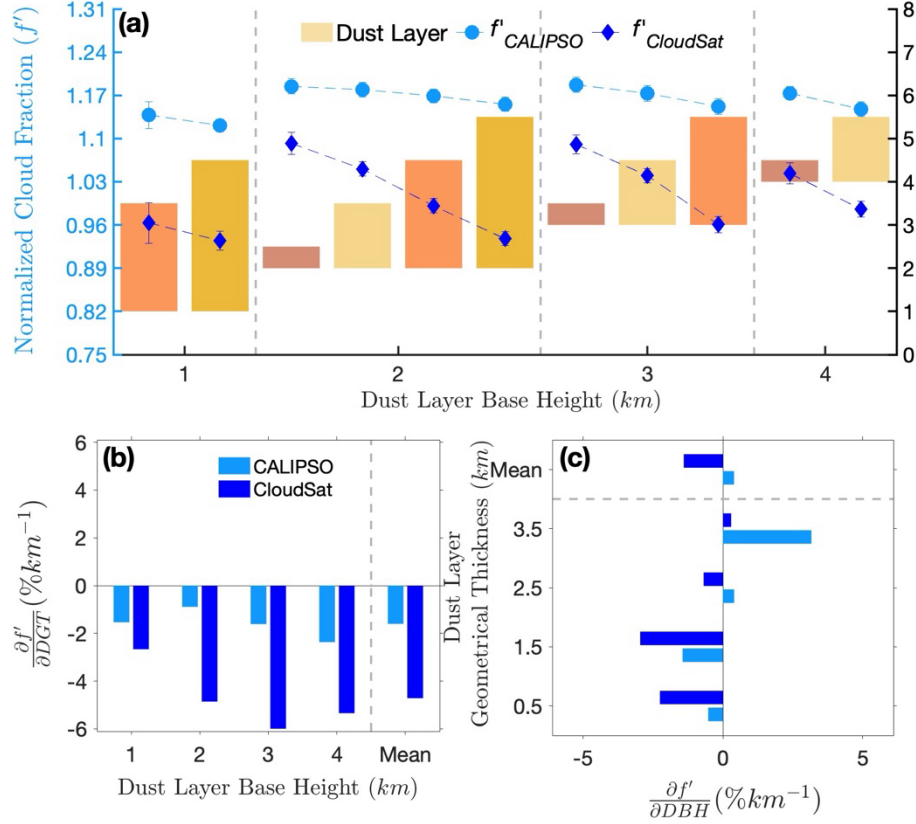 (a)
Normalized Cloud Fraction (f')
1.31
1.24
1.17
1.1
1.03
0.96
0.89
0.82
0.75
Dust Layer
f'CALIPSO
f'CloudSat
8
7
6
5
4
3
2
1
0
1 2 3 4
Dust Layer Base Height (km)
(b)
CALIPSO
CloudSat
6
4
2
0
-2
-4
-6
∂f'/∂DGT (%km⁻¹)
1 2 3 4 Mean
Dust Layer Base Height (km)
(c)
Dust Layer
Geometrical Thickness (km)
Mean
3.5
2.5
1.5
0.5
-5 0 5
∂f'/∂DBH (%km⁻¹)